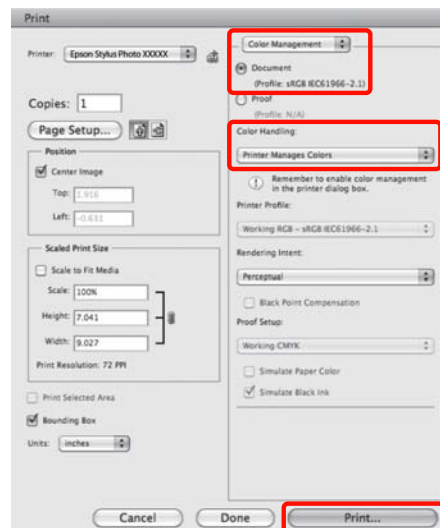 Print
Printer: Epson Stylus Photo XXXXX
Copies: 1
Page Setup...
Position
Center Image
Top: 1.916
Left: -0.631
Scaled Print Size
Scale to Fit Media
Scale: 100%
Height: 7.041
Width: 9.027
Print Resolution: 72 PPI
Print Selected Area
Bounding Box
Units: inches
Color Management
Document
(Profile: sRGB IEC61966-2.1)
Proof
(Profile: N/A)
Color Handling:
Printer Manages Colors
Remember to enable color management
in the printer dialog box.
Printer Profile:
Working RGB - sRGB IEC61966-2.1
Rendering Intent:
Perceptual
Black Point Compensation
Proof Setup:
Working CMYK
Simulate Paper Color
Simulate Black Ink
Cancel
Done
Print...